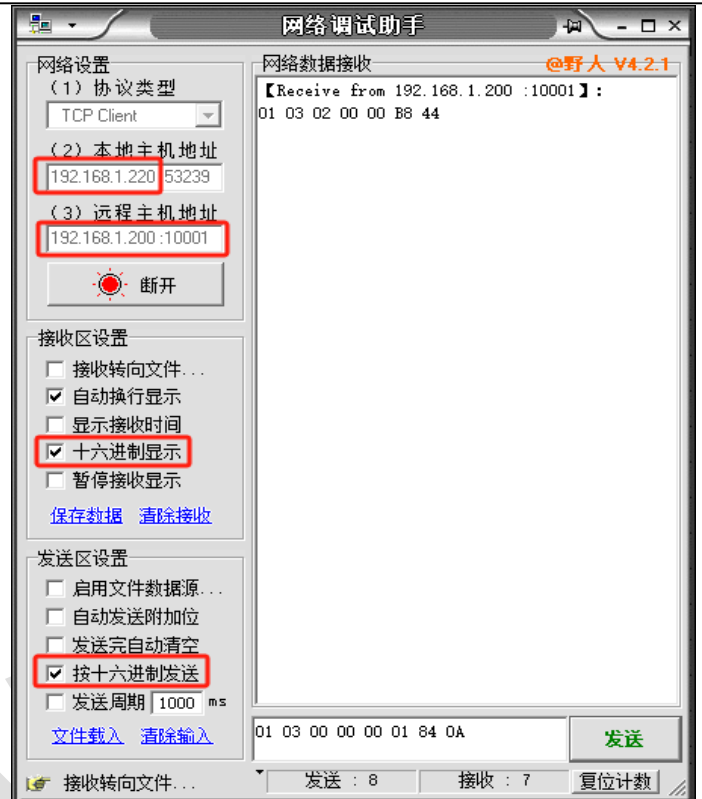 网络调试助手
网络设置
(1) 协议类型
TCP Client
(2) 本地主机地址
192.168.1.220 :53239
(3) 远程主机地址
192.168.1.200 :10001
断开
接收区设置
接收转向文件...
自动换行显示
显示接收时间
十六进制显示
暂停接收显示
保存数据 清除接收
发送区设置
启用文件数据源...
自动发送附加位
发送完自动清空
按十六进制发送
发送周期 1000 ms
文件载入 清除输入
网络数据接收
@野人 V4.2.1
【Receive from 192.168.1.200 :10001】:
01 03 02 00 00 B8 44
01 03 00 00 00 01 84 0A
发送
接收转向文件...
发送 : 8
接收 : 7
复位计数